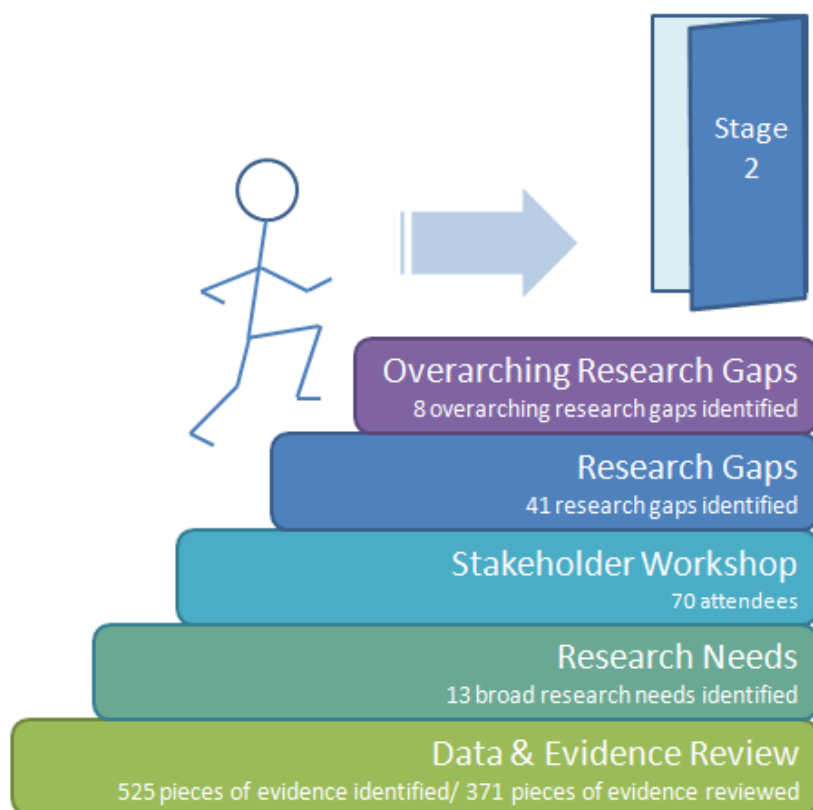 Stage
2
Overarching Research Gaps
8 overarching research gaps identified
Research Gaps
41 research gaps identified
Stakeholder Workshop
70 attendees
Research Needs
13 broad research needs identified
Data & Evidence Review
525 pieces of evidence identified/ 371 pieces of evidence reviewed